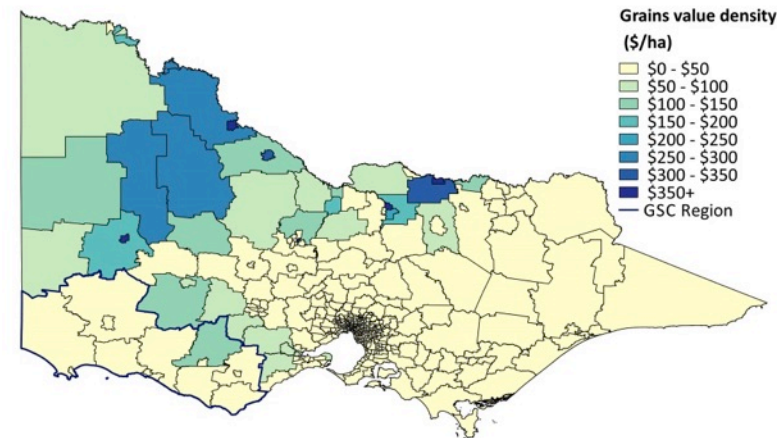 Grains value density
($/ha)
$0 - $50
$50 - $100
$100 - $150
$150 - $200
$200 - $250
$250 - $300
$300 - $350
$350+
GSC Region